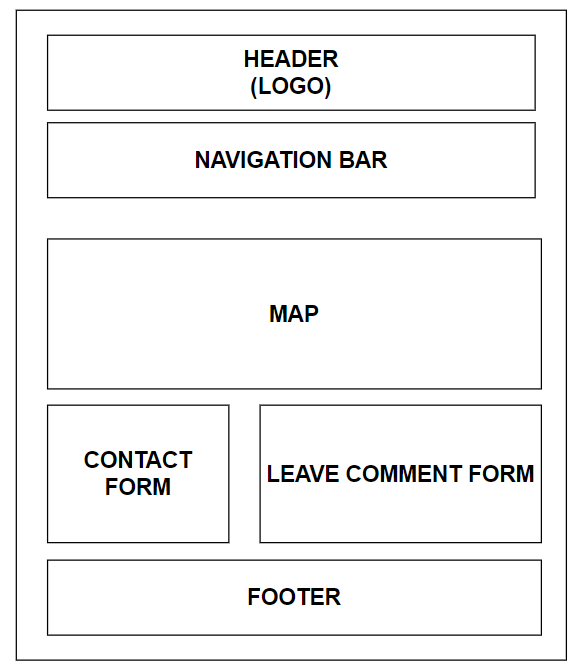 HEADER
(LOGO)
NAVIGATION BAR
MAP
CONTACT
FORM
LEAVE COMMENT FORM
FOOTER